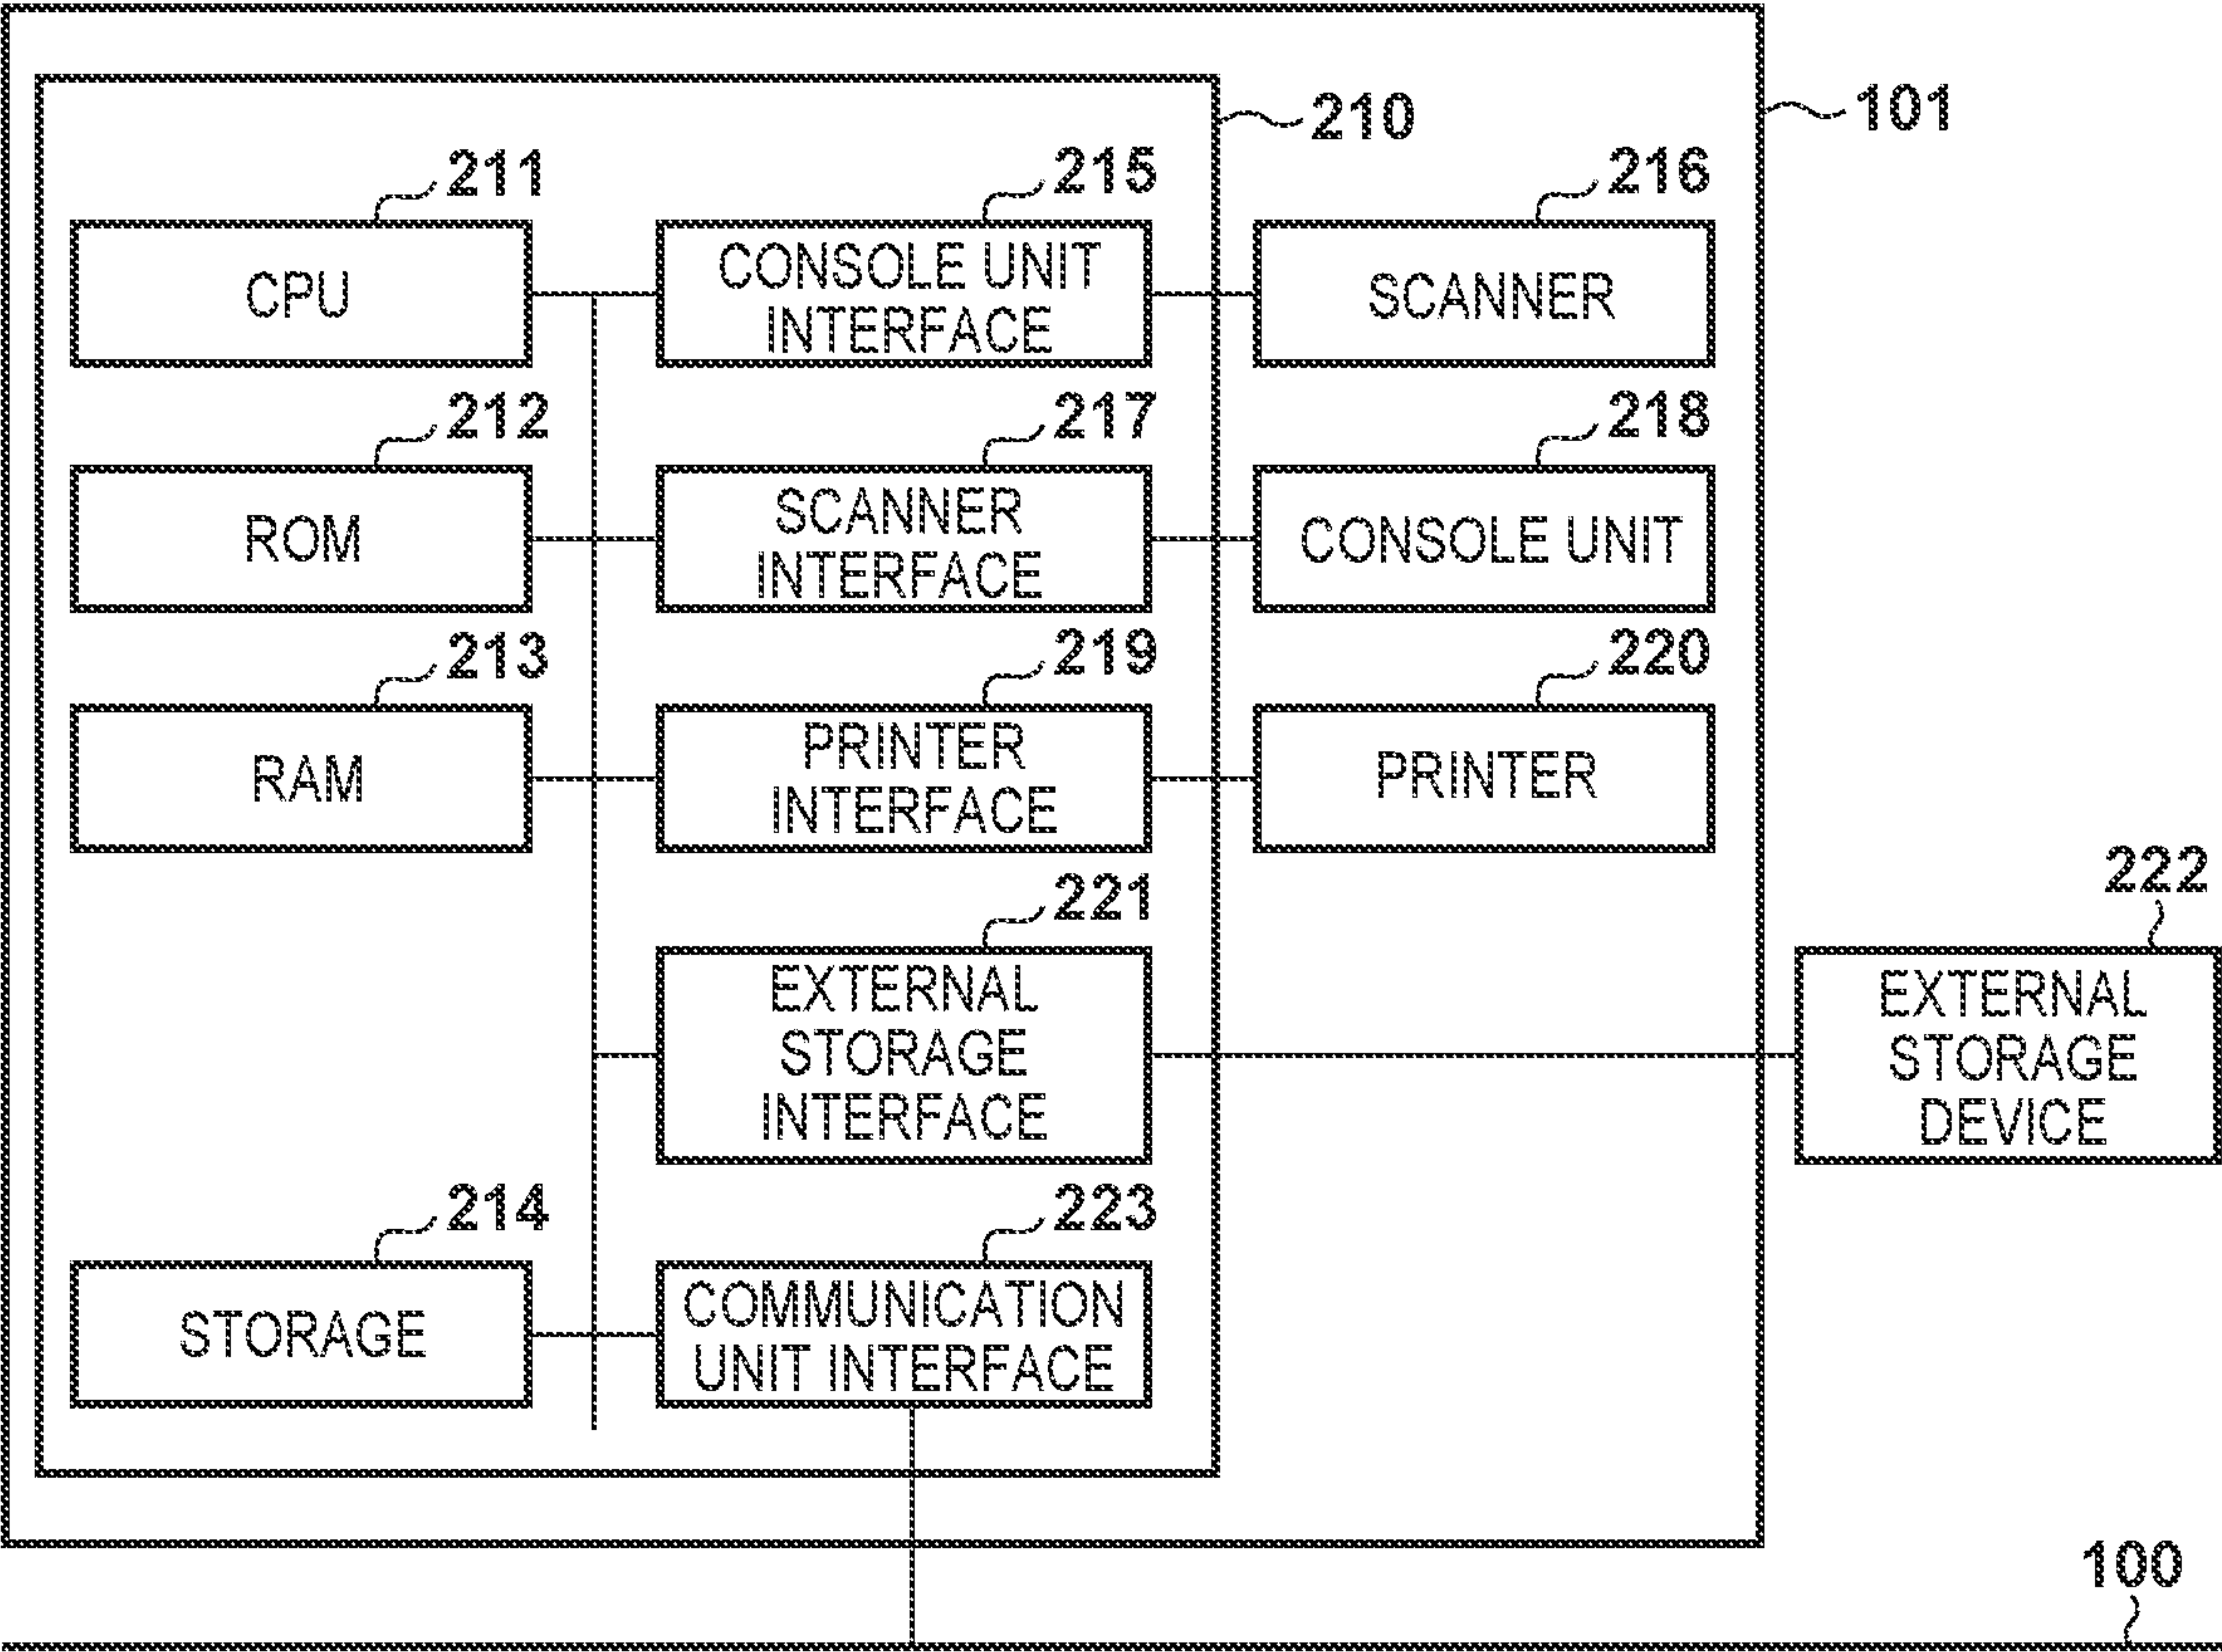 210
101
211
215
216
CPU
CONSOLE UNIT
INTERFACE
SCANNER
212
217
218
ROM
SCANNER
INTERFACE
CONSOLE UNIT
213
219
220
RAM
PRINTER
INTERFACE
PRINTER
221
222
EXTERNAL
STORAGE
INTERFACE
EXTERNAL
STORAGE
DEVICE
214
223
STORAGE
COMMUNICATION
UNIT INTERFACE
100